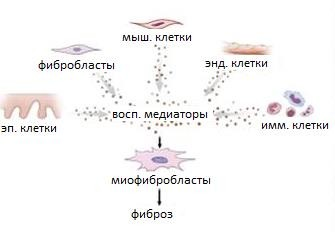 мыш. клетки
фибробласты
энд. клетки
эп. клетки
восп. медиаторы
имм. клетки
миофибробласты
фиброз